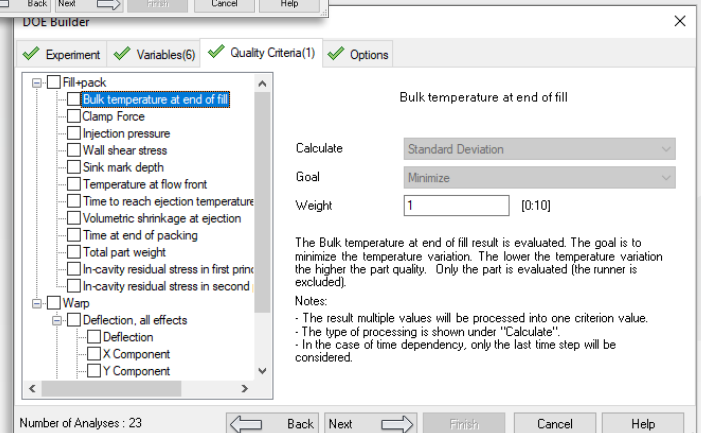 Back Next Finish Cancel Help
DOE Builder
Experiment Variables(6) Quality Criteria(1) Options
Fill+pack
Bulk temperature at end of fill
Clamp Force
Injection pressure
Wall shear stress
Sink mark depth
Temperature at flow front
Time to reach ejection temperature
Volumetric shrinkage at ejection
Time at end of packing
Total part weight
In-cavity residual stress in first princ
In-cavity residual stress in second
Warp
Deflection, all effects
Deflection
X Component
Y Component
Bulk temperature at end of fill
Calculate Standard Deviation
Goal Minimize
Weight 1 [0:10]
The Bulk temperature at end of fill result is evaluated. The goal is to
minimize the temperature variation. The lower the temperature variation
the higher the part quality. Only the part is evaluated (the runner is
excluded).
Notes:
- The result multiple values will be processed into one criterion value.
- The type of processing is shown under "Calculate".
- In the case of time dependency, only the last time step will be
considered.
Number of Analyses : 23
Back Next Finish Cancel Help